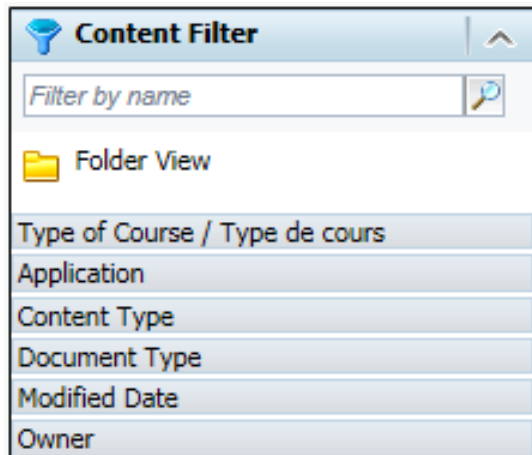 Content Filter
Filter by name
Folder View
Type of Course / Type de cours
Application
Content Type
Document Type
Modified Date
Owner